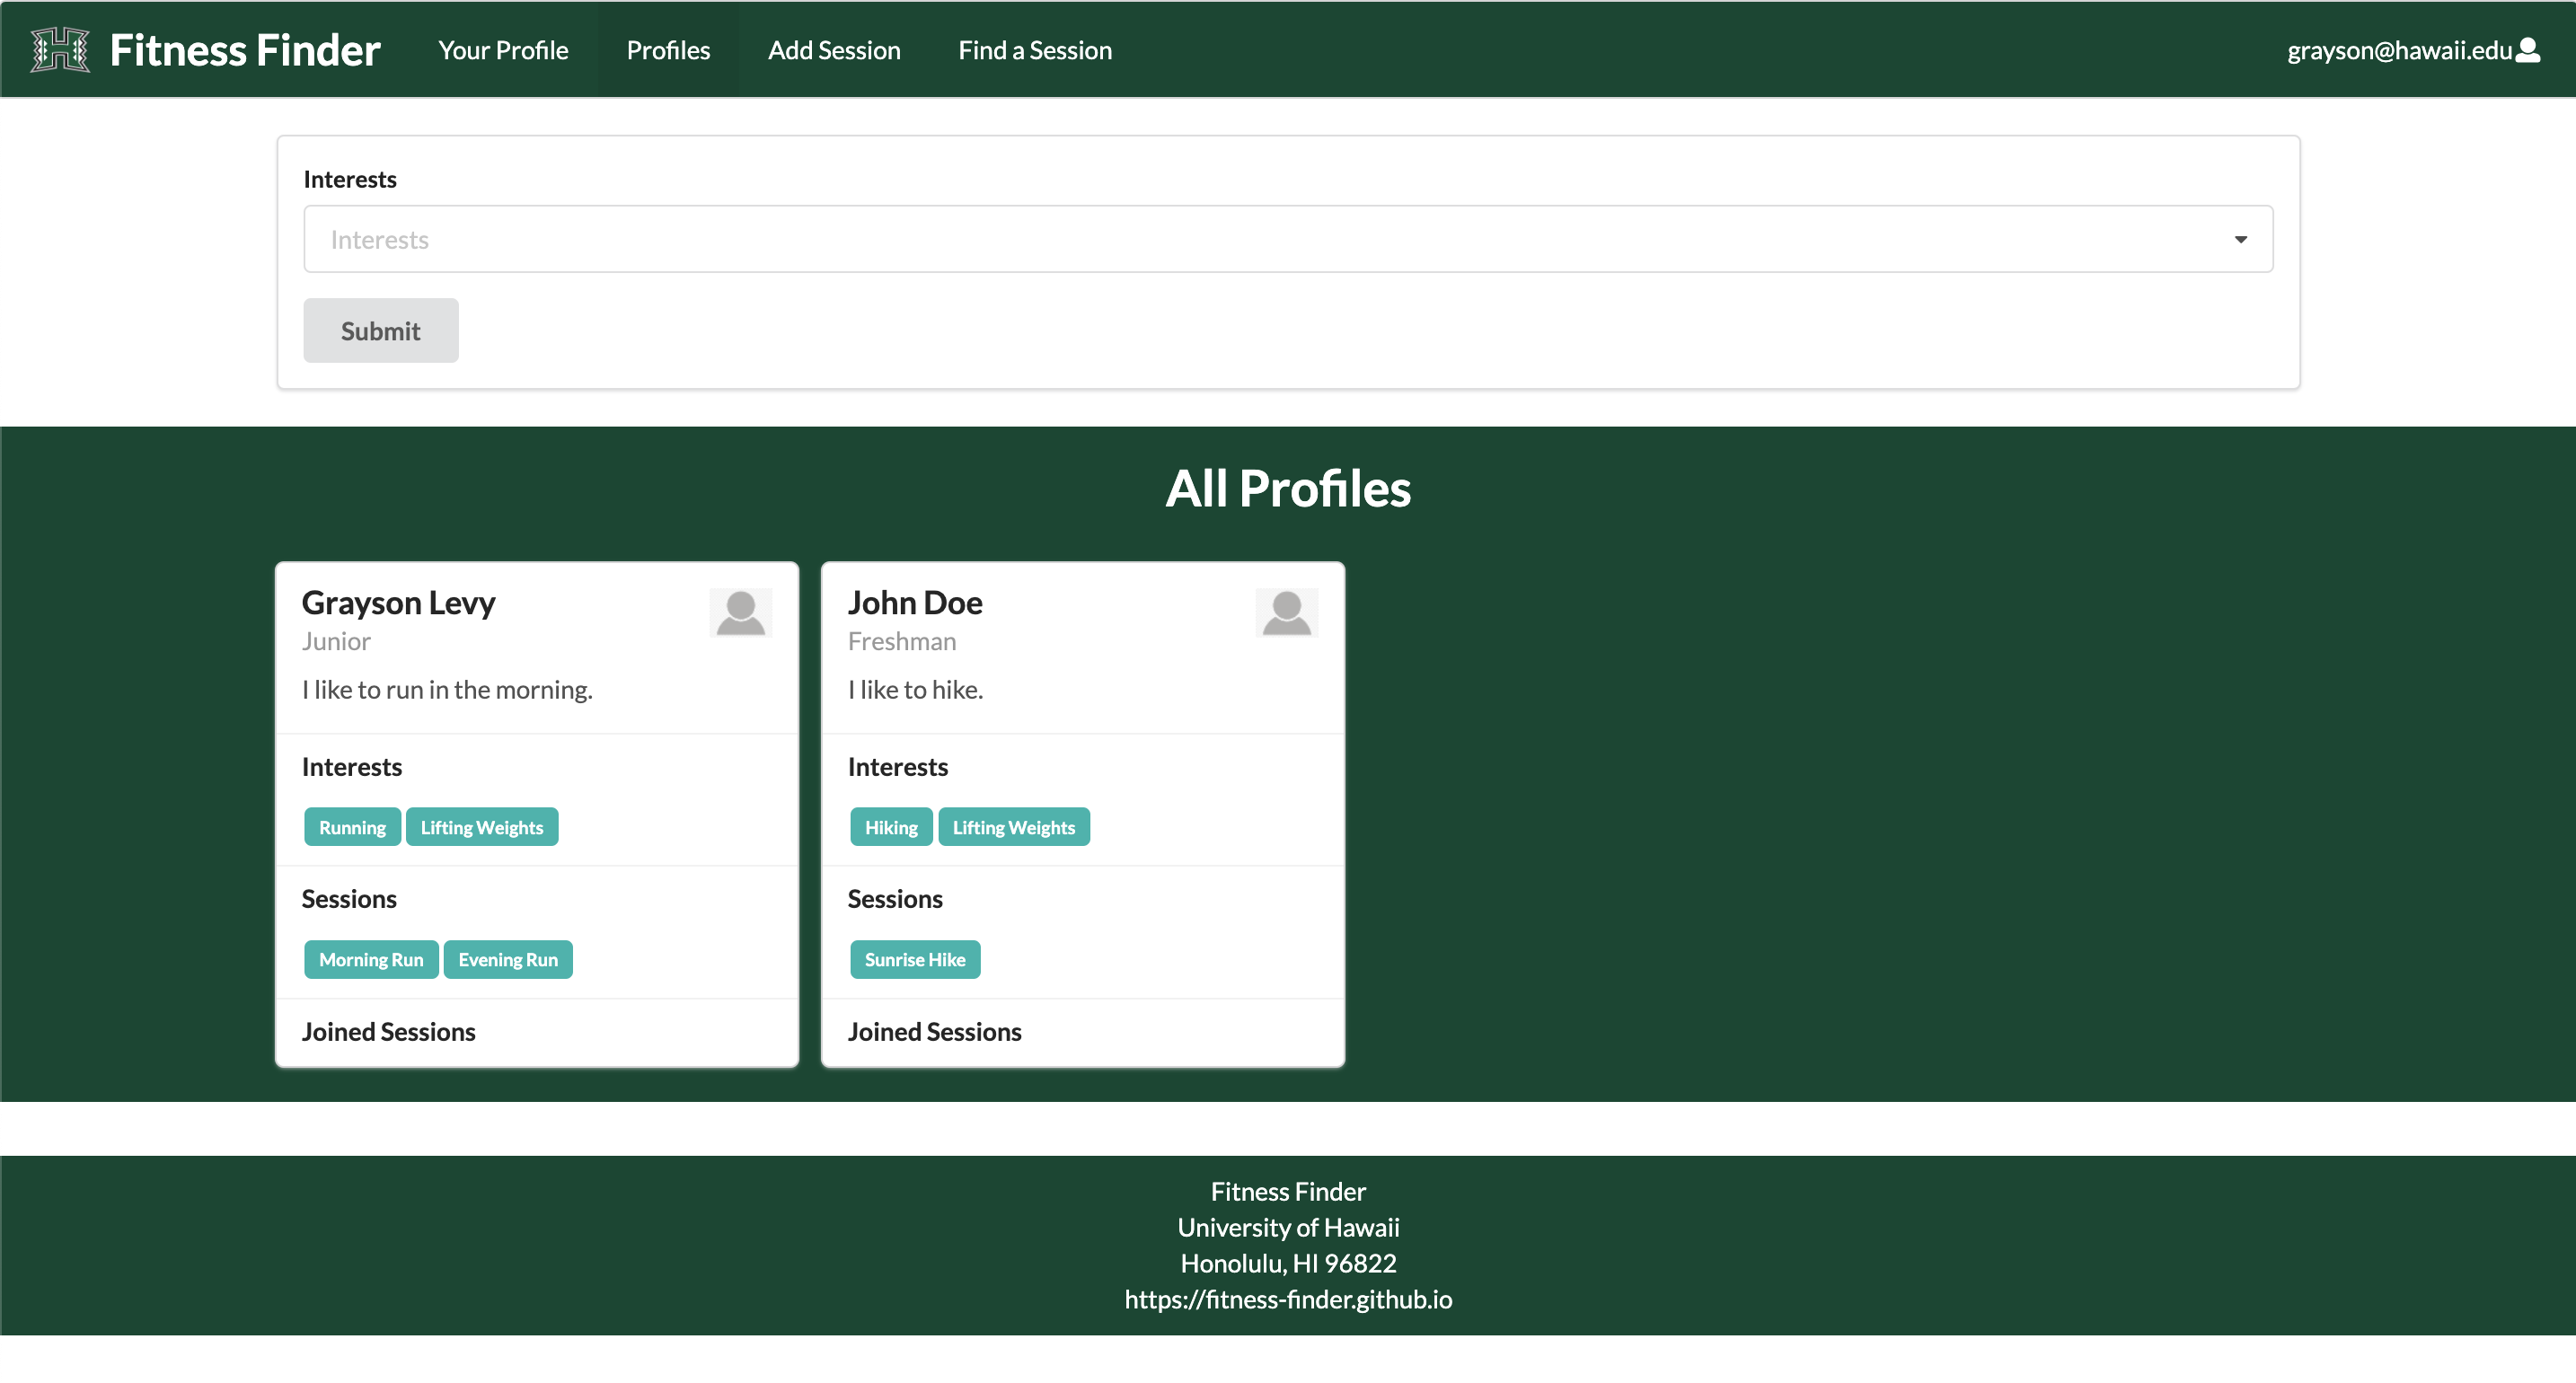 H Fitness Finder Your Profile Profiles Add Session Find a Session grayson@hawaii.edu
Interests
Interests
Submit
All Profiles
Grayson Levy
Junior
I like to run in the morning.
Interests
Running Lifting Weights
Sessions
Morning Run Evening Run
Joined Sessions
John Doe
Freshman
I like to hike.
Interests
Hiking Lifting Weights
Sessions
Sunrise Hike
Joined Sessions
Fitness Finder
University of Hawaii
Honolulu, HI 96822
https://fitness-finder.github.io